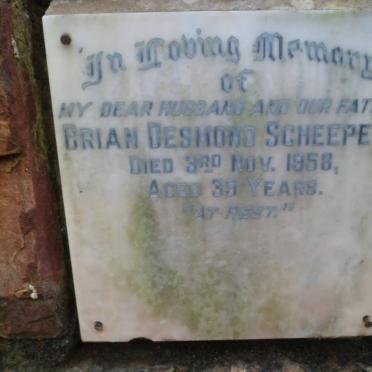 In Loving Memory
of
MY DEAR HUSBAND AND OUR FAT
BRIAN DESMOND SCHEEPE
DIED 3RD NOV. 1958,
AGED 39 YEARS.
"AT REST."